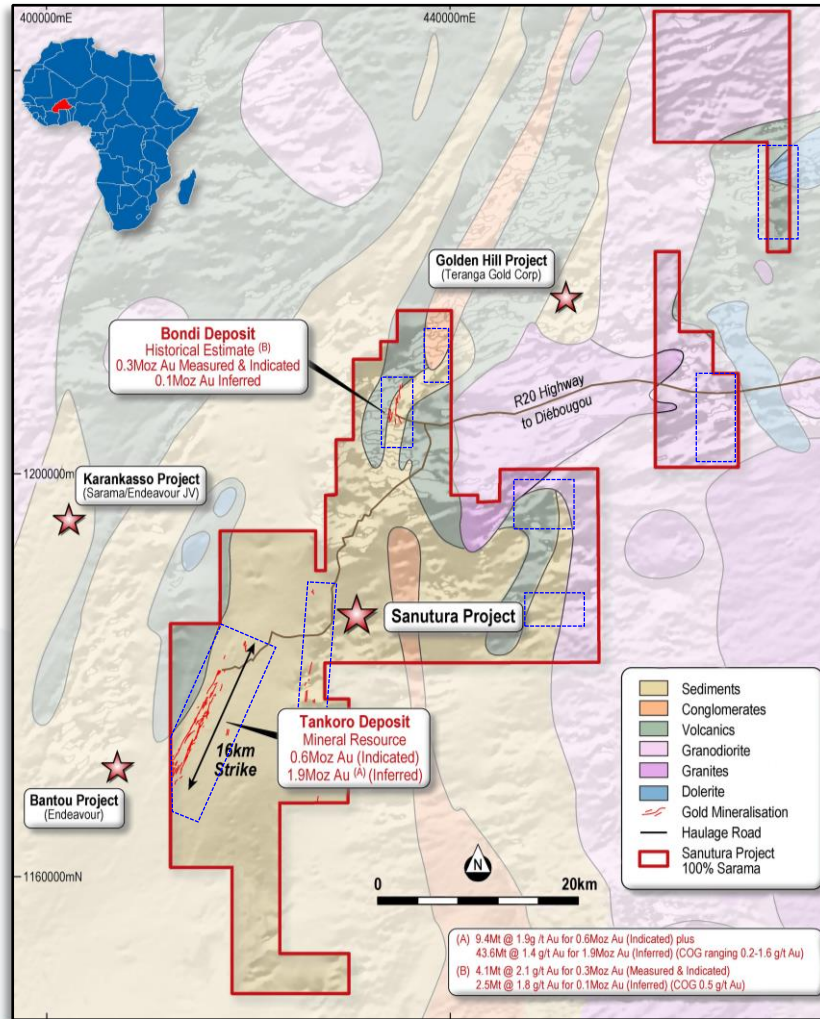 400000mE
440000mE
Golden Hill Project
(Teranga Gold Corp)
Bondi Deposit
Historical Estimate (B)
0.3Moz Au Measured & Indicated
0.1Moz Au Inferred
R20 Highway
to Diébougou
1200000mN
Karankasso Project
(Sarama/Endeavour JV)
Sanutura Project
Tankoro Deposit
Mineral Resource
0.6Moz Au (Indicated)
1.9Moz Au (A) (Inferred)
16km
Strike
Bantou Project
(Endeavour)
1160000mN
N
0 20km
Sediments
Conglomerates
Volcanics
Granodiorite
Granites
Dolerite
Gold Mineralisation
Haulage Road
Sanutura Project
100% Sarama
(A) 9.4Mt @ 1.9g /t Au for 0.6Moz Au (Indicated) plus
43.6Mt @ 1.4 g/t Au for 1.9Moz Au (Inferred) (COG ranging 0.2-1.6 g/t Au)
(B) 4.1Mt @ 2.1 g/t Au for 0.3Moz Au (Measured & Indicated)
2.5Mt @ 1.8 g/t Au for 0.1Moz Au (Inferred) (COG 0.5 g/t Au)